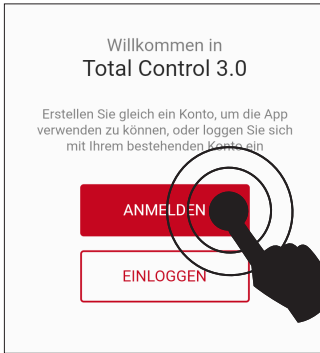 Willkommen in
Total Control 3.0
Erstellen Sie gleich ein Konto, um die App
verwenden zu können, oder loggen Sie sich
mit Ihrem bestehenden Konto ein
ANMELDEN
EINLOGGEN